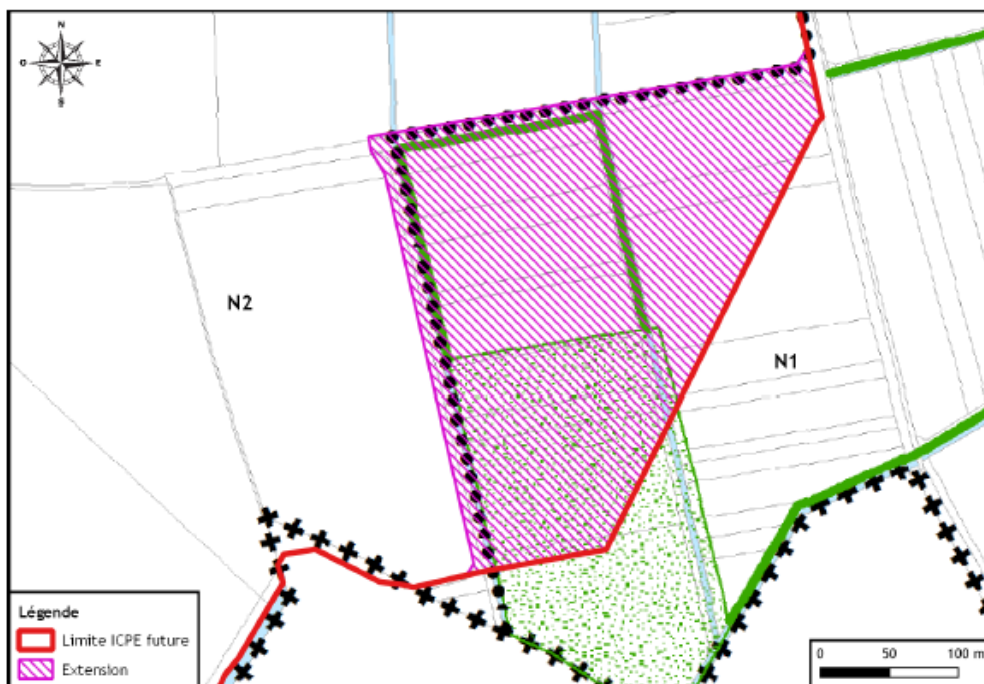 N
O E
S
N2
N1
Légende
Limite ICPE future
Extension
0 50 100 m